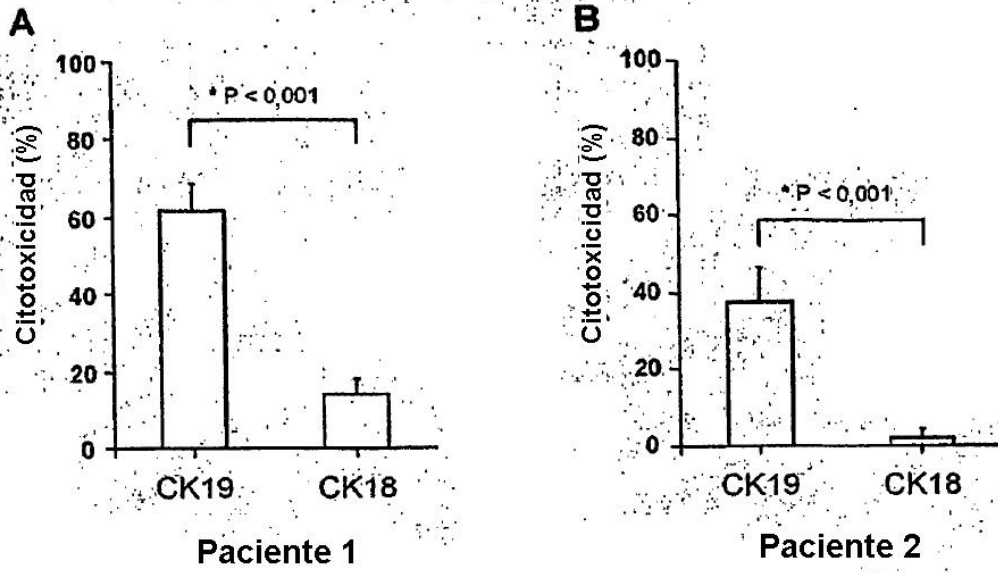 A
Citotoxicidad (%)
100
80
60
40
20
0
* P < 0,001
CK19
CK18
Paciente 1
B
Citotoxicidad (%)
100
80
60
40
20
0
* P < 0,001
CK19
CK18
Paciente 2